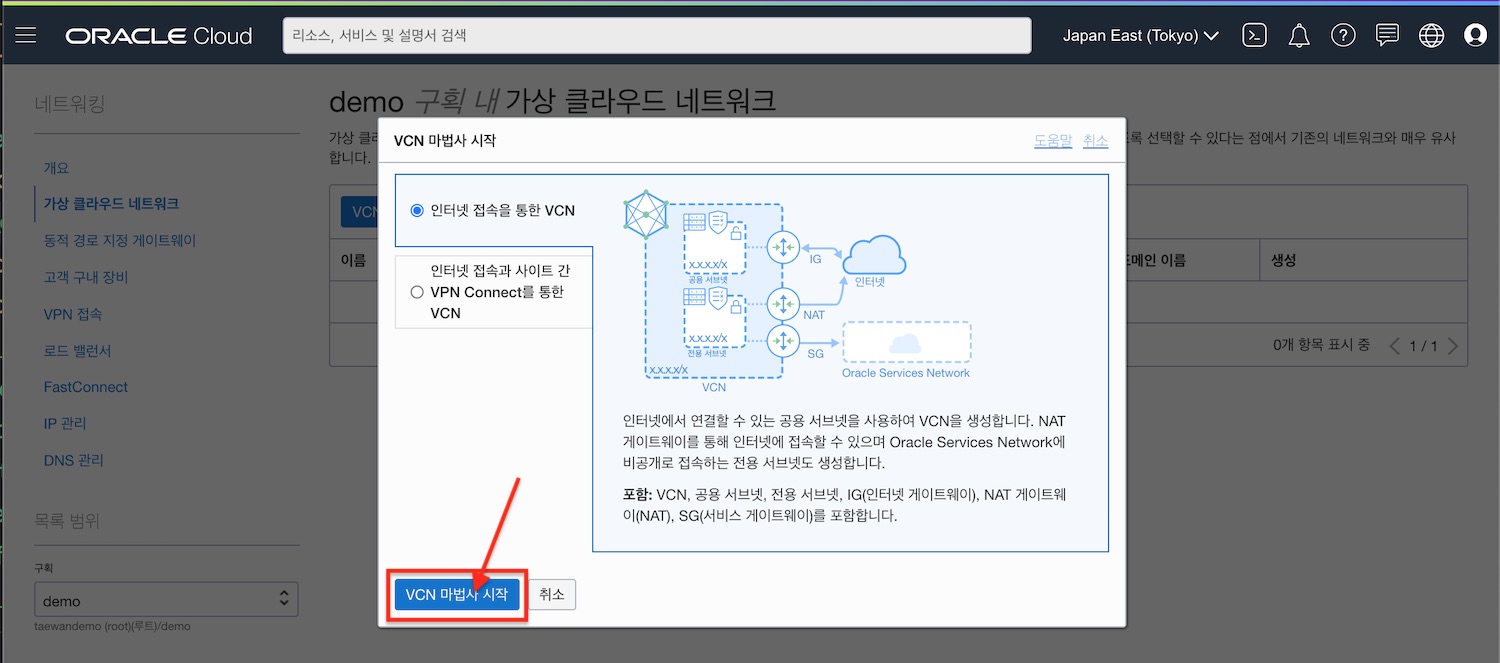 ORACLE Cloud
리소스, 서비스 및 설명서 검색
Japan East (Tokyo)
네트워킹
개요
가상 클라우드 네트워크
동적 경로 지정 게이트웨이
고객 구내 장비
VPN 접속
로드 밸런서
FastConnect
IP 관리
DNS 관리
목록 범위
구획
demo
taewandemo (root)(루트)/demo
demo 구획 내 가상 클라우드 네트워크
가상 클라
록 선택할 수 있다는 점에서 기존의 네트워크와 매우 유사
합니다.
VCN
이름
메인 이름
생성
0개 항목 표시 중
1 / 1
VCN 마법사 시작
도움말
취소
인터넷 접속을 통한 VCN
인터넷 접속과 사이트 간
VPN Connect를 통한
VCN
X.X.X.X/X
공용 서브넷
IG
인터넷
NAT
X.X.X.X/X
전용 서브넷
SG
X.X.X.X/X
VCN
Oracle Services Network
인터넷에서 연결할 수 있는 공용 서브넷을 사용하여 VCN을 생성합니다. NAT
게이트웨이를 통해 인터넷에 접속할 수 있으며 Oracle Services Network에
비공개로 접속하는 전용 서브넷도 생성합니다.
포함: VCN, 공용 서브넷, 전용 서브넷, IG(인터넷 게이트웨이), NAT 게이트웨
이(NAT), SG(서비스 게이트웨이)를 포함합니다.
VCN 마법사 시작
취소